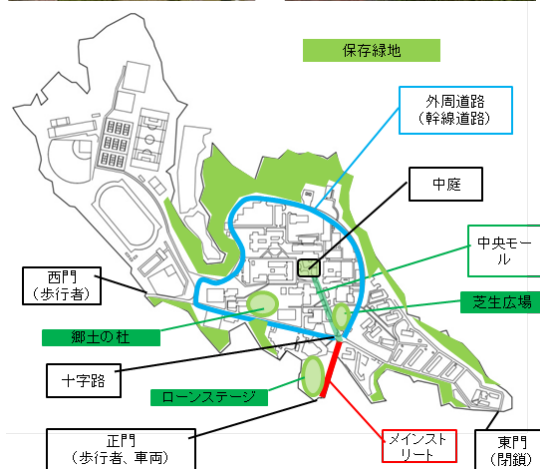 保存緑地
外周道路
（幹線道路）
中庭
中央モー
ル
西門
（歩行者）
芝生広場
郷土の杜
十字路
ローンステージ
正門
（歩行者、車両）
メインスト
リート
東門
（閉鎖）